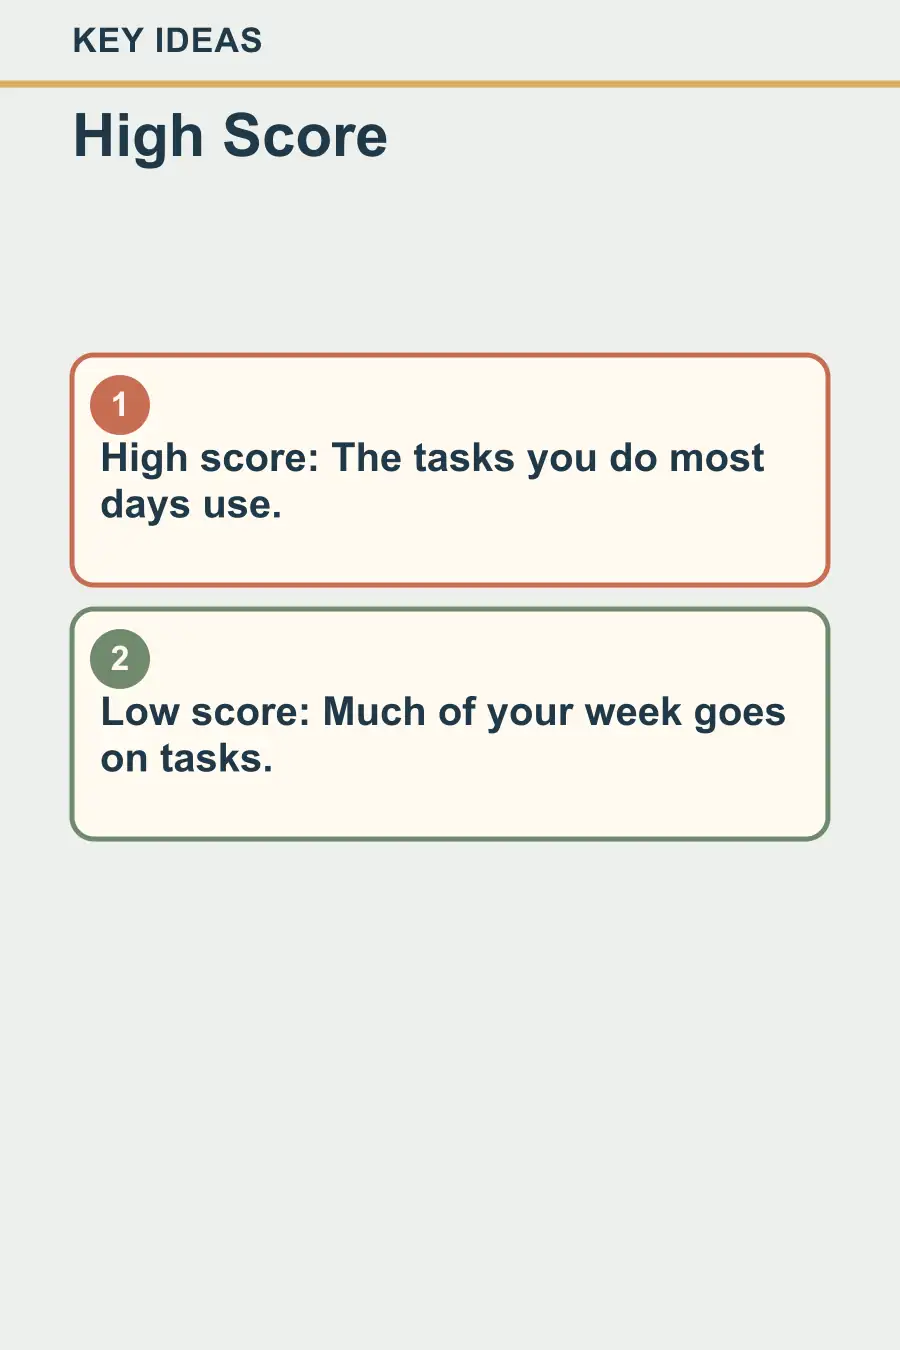 KEY IDEAS
High Score
1
High score: The tasks you do most
days use.
2
Low score: Much of your week goes
on tasks.